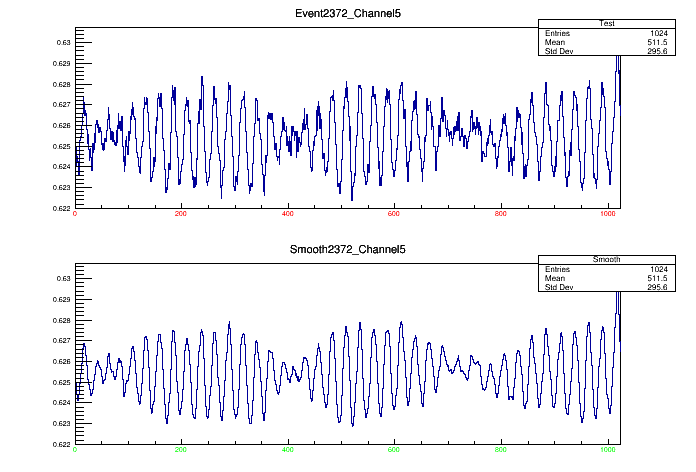 Event2372_Channel5
Test
Entries 1024
Mean 511.5
Std Dev 295.6
0.63
0.629
0.628
0.627
0.626
0.625
0.624
0.623
0.622
0 200 400 600 800 1000
Smooth2372_Channel5
Smooth
Entries 1024
Mean 511.5
Std Dev 295.6
0.63
0.629
0.628
0.627
0.626
0.625
0.624
0.623
0.622
0 200 400 600 800 1000